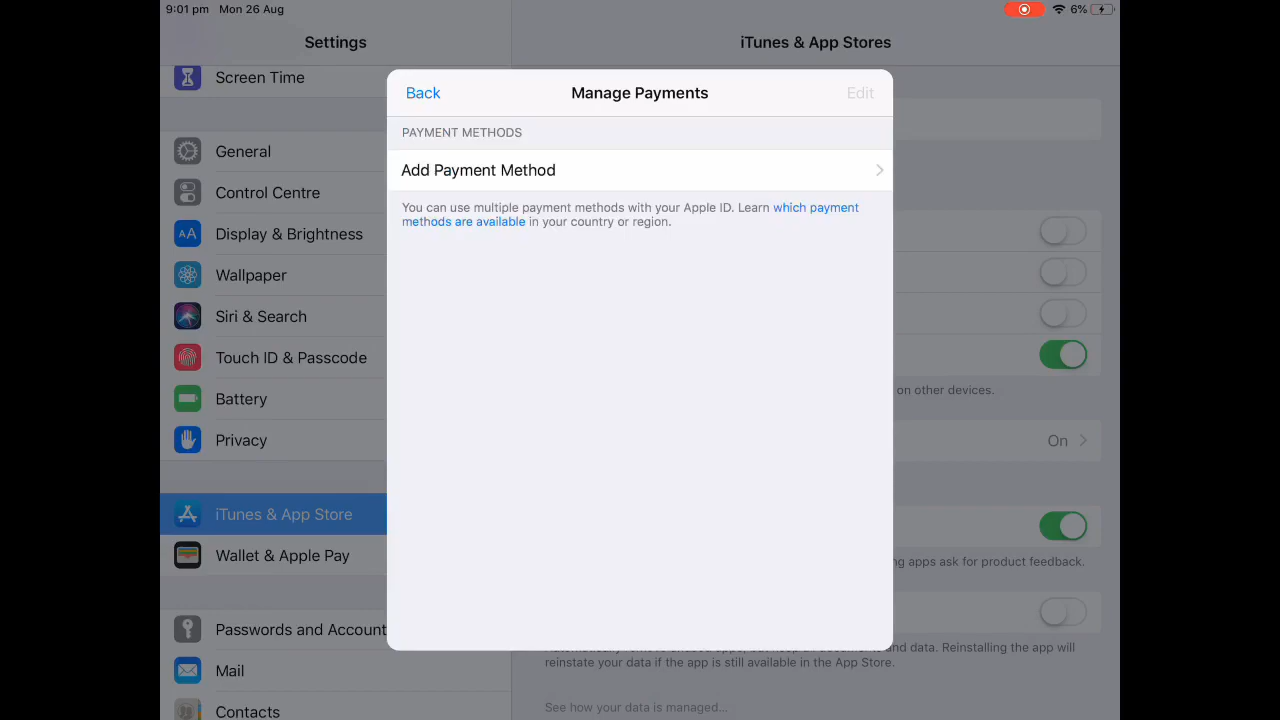 9:01 pm Mon 26 Aug
6%
Settings
iTunes & App Stores
Screen Time
General
Control Centre
Display & Brightness
Wallpaper
Siri & Search
Touch ID & Passcode
Battery
Privacy
iTunes & App Store
Wallet & Apple Pay
Passwords and Account
Mail
Contacts
Back
Manage Payments
Edit
PAYMENT METHODS
Add Payment Method
You can use multiple payment methods with your Apple ID. Learn which payment
methods are available in your country or region.
on other devices.
On
apps ask for product feedback.
and data. Reinstalling the app will
reinstate your data if the app is still available in the App Store.
See how your data is managed...